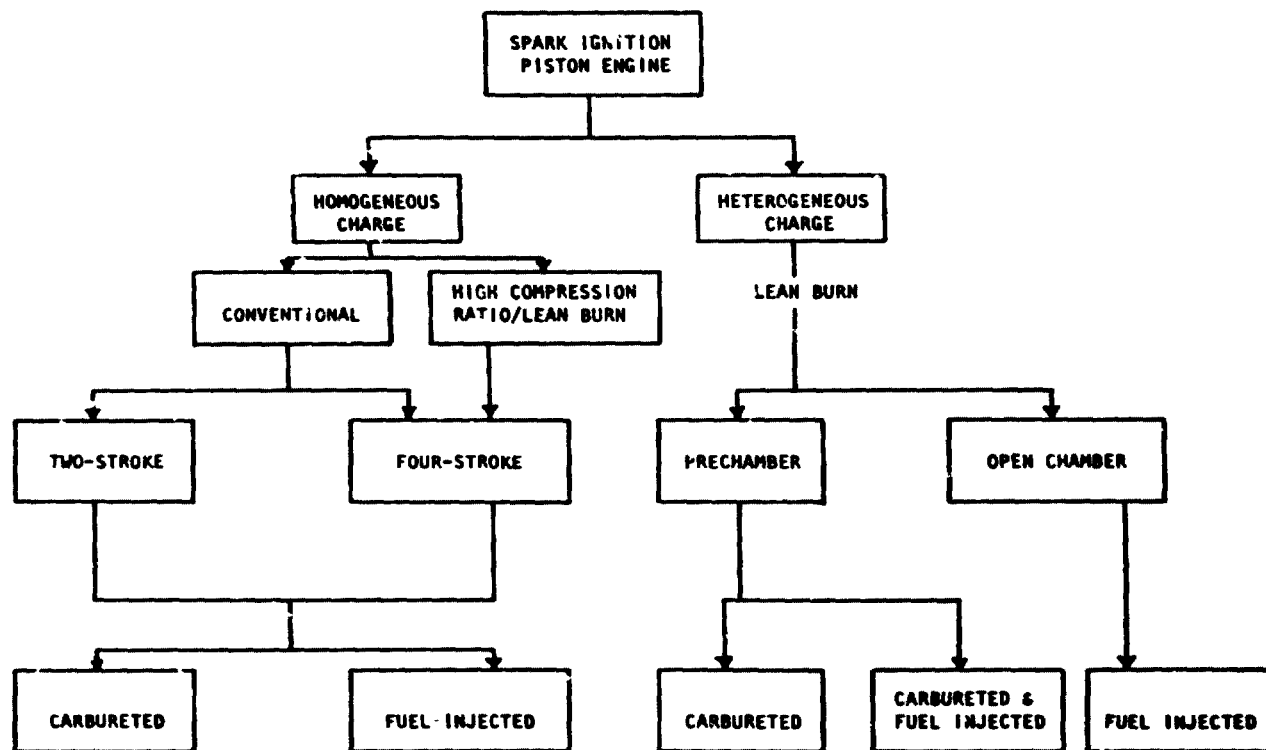 SPARK IGNITION
PISTON ENGINE
HOMOGENEOUS
CHARGE
HETEROGENEOUS
CHARGE
CONVENTIONAL
HIGH COMPRESSION
RATIO/LEAN BURN
LEAN BURN
TWO-STROKE
FOUR-STROKE
PRECHAMBER
OPEN CHAMBER
CARBURETED
FUEL-INJECTED
CARBURETED
CARBURETED &
FUEL INJECTED
FUEL INJECTED